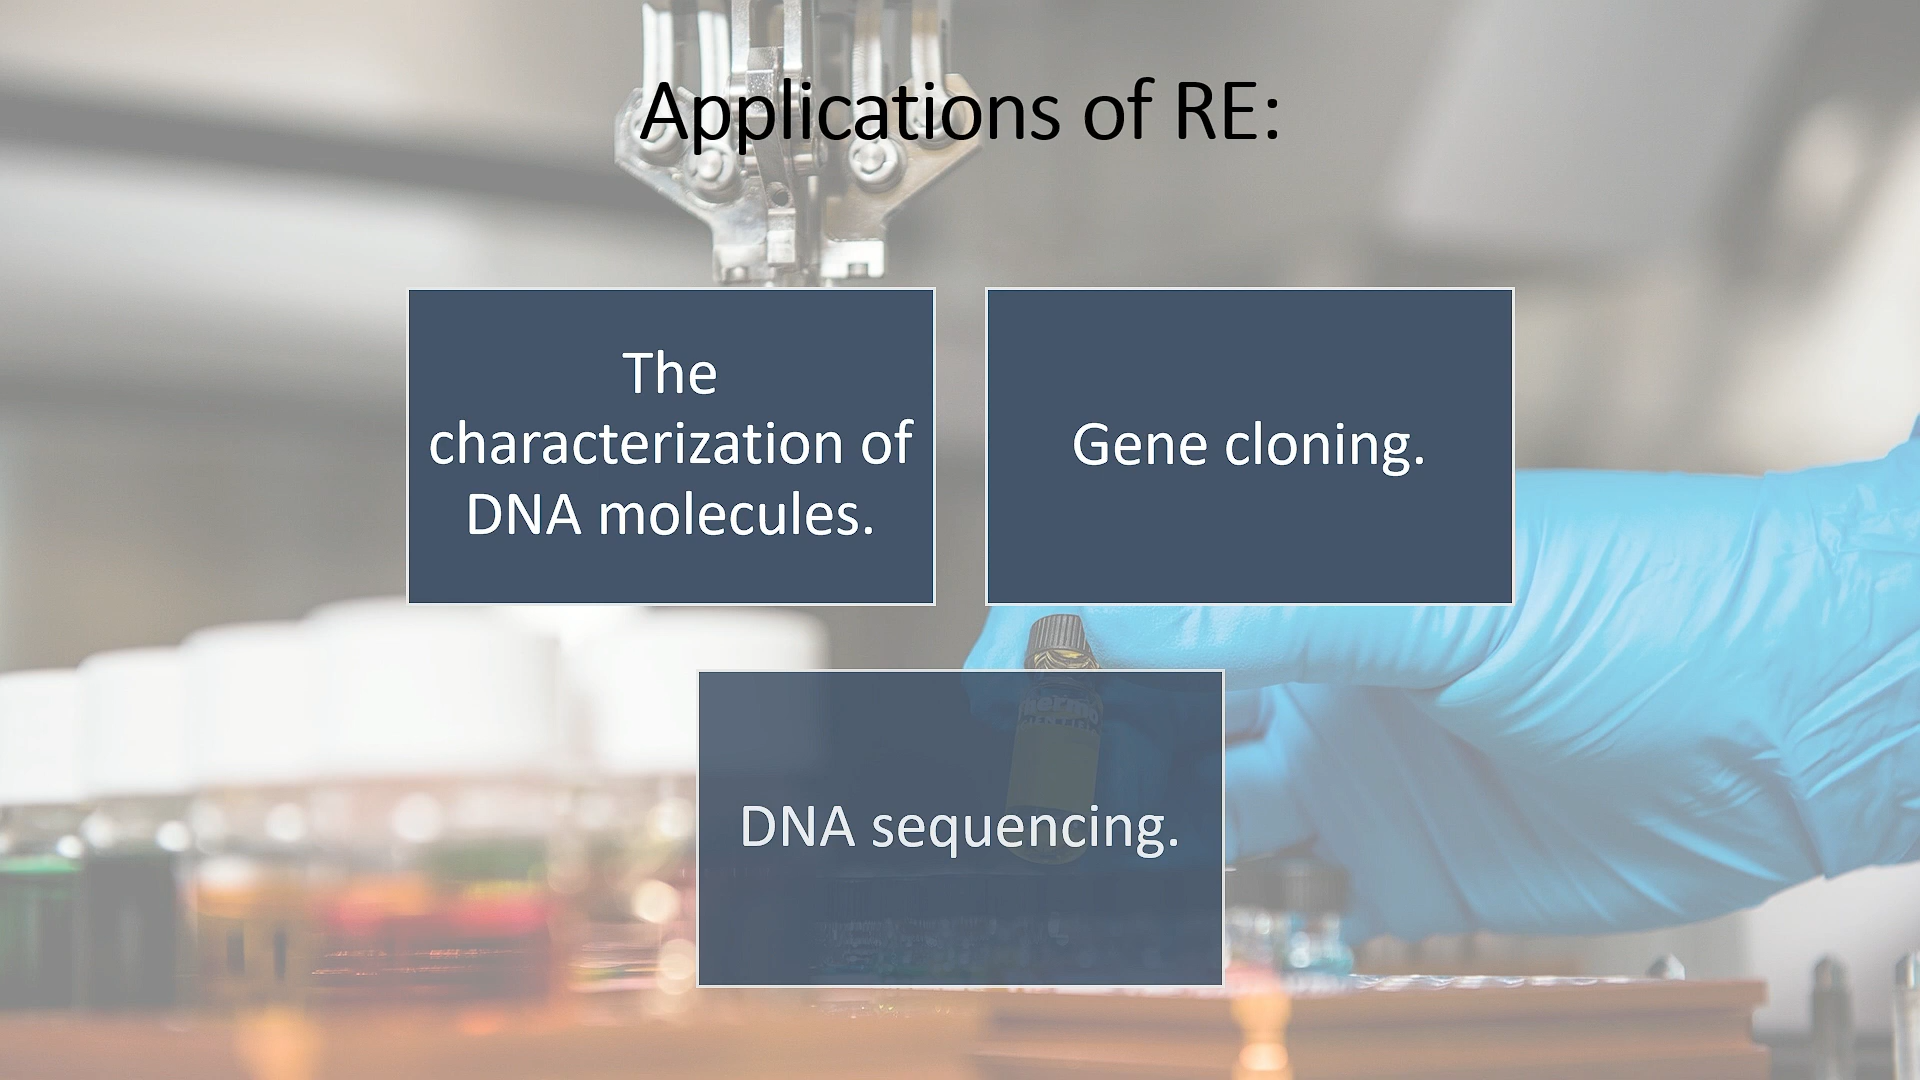 Applications of RE:
The
characterization of
DNA molecules.
Gene cloning.
DNA sequencing.